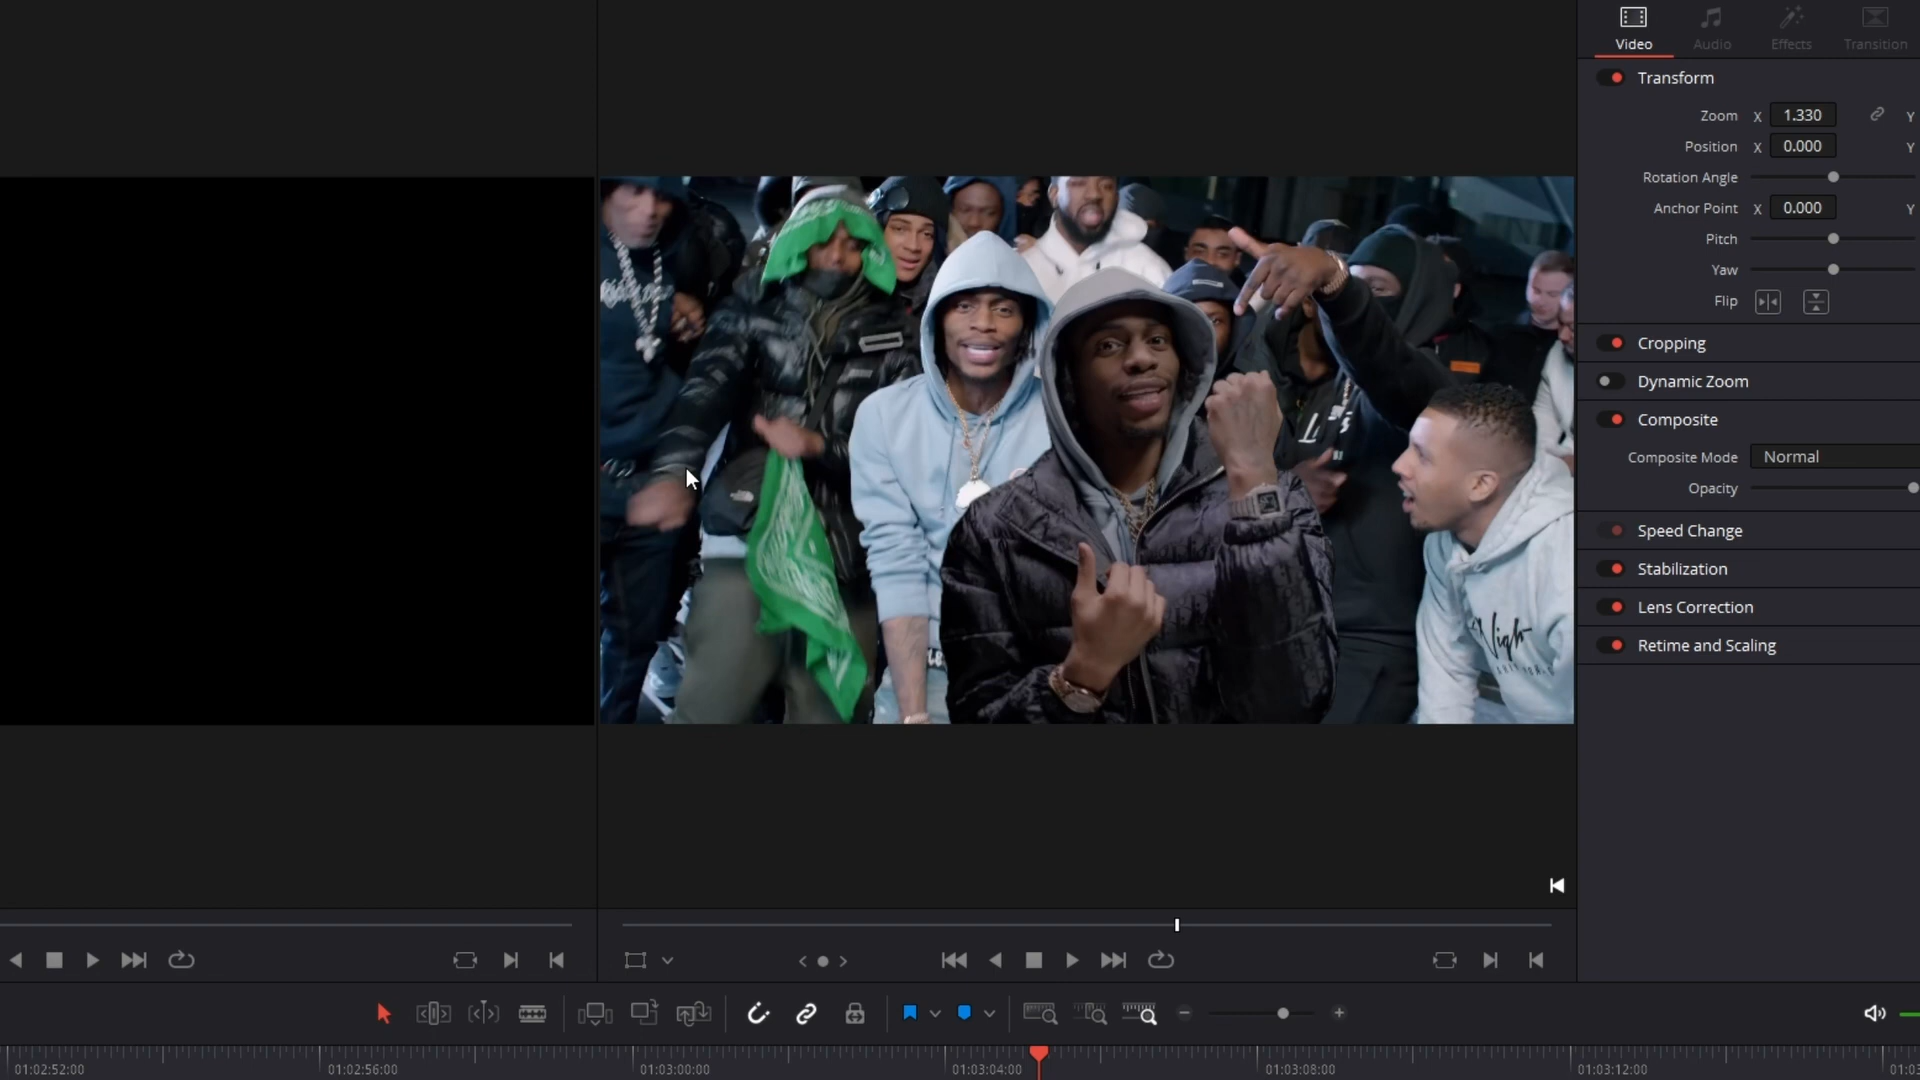 Video
Audio
Effects
Transition
Transform
Zoom X 1.330 Y
Position X 0.000 Y
Rotation Angle
Anchor Point X 0.000 Y
Pitch
Yaw
Flip
Cropping
Dynamic Zoom
Composite
Composite Mode Normal
Opacity
Speed Change
Stabilization
Lens Correction
Retime and Scaling
01:02:52:00
01:02:56:00
01:03:00:00
01:03:04:00
01:03:08:00
01:03:12:00